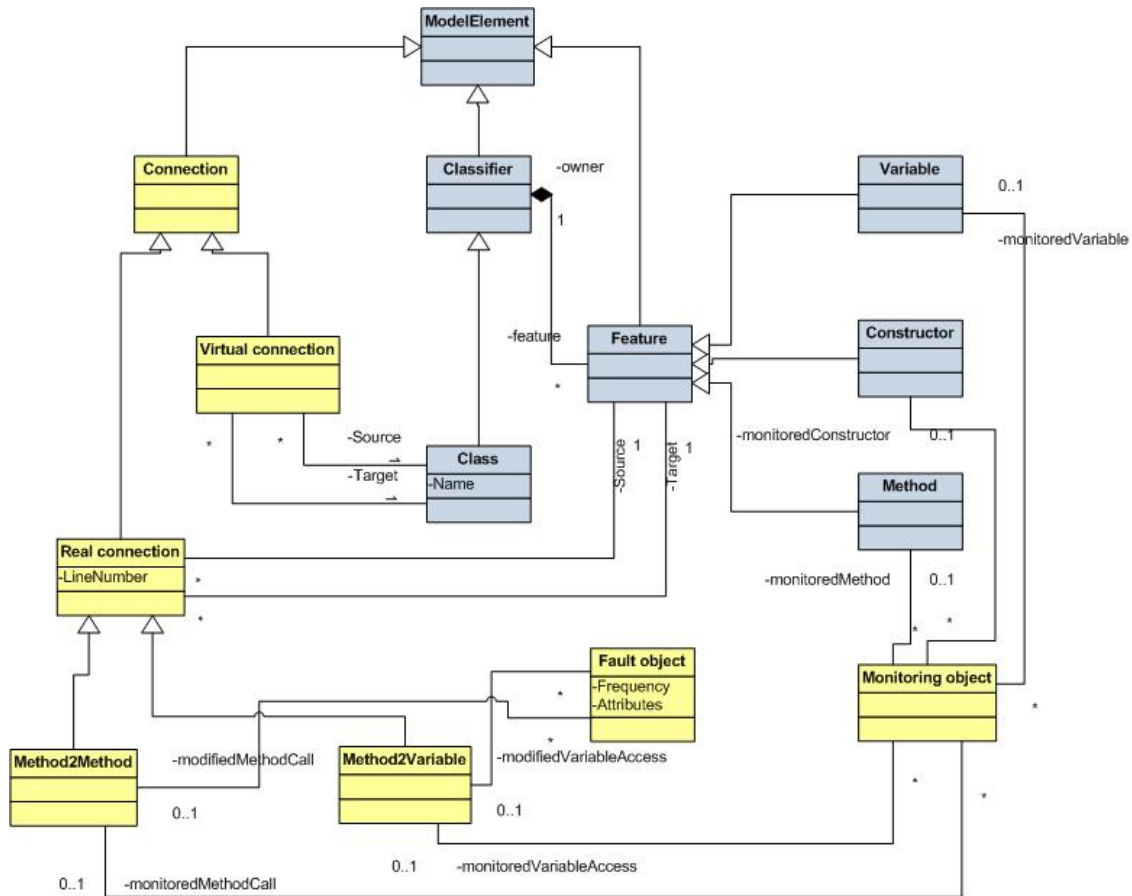 ModelElement
Connection
Classifier
-owner
1
Variable
0..1
-monitoredVariable
Virtual connection
-feature
*
Feature
Constructor
*
*
-Source
-Target
Class
-Name
-Source
1
-Target
1
-monitoredConstructor
0..1
Method
Real connection
-LineNumber
*
*
-monitoredMethod
0..1
*
*
Fault object
-Frequency
-Attributes
*
*
Monitoring object
*
Method2Method
-modifiedMethodCall
0..1
Method2Variable
-modifiedVariableAccess
0..1
*
*
0..1
-monitoredVariableAccess
0..1
-monitoredMethodCall